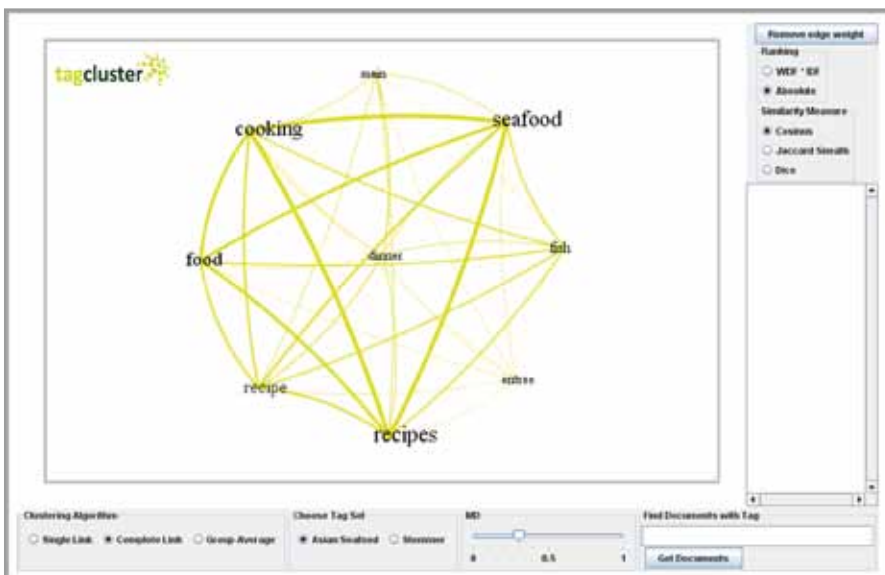 tagcluster
main
cooking
seafood
food
dinner
fish
recipe
entree
recipes
Remove edge weight
Ranking
WDF * IDF
Absolute
Similarity Measure
Cosinus
Jaccard Sneath
Dice
Clustering Algorithm
Single Link Complete Link Group Average
Choose Tag Set
Asian Seafood
MD
0 0.5 1
Find Documents with Tag
Get Documents